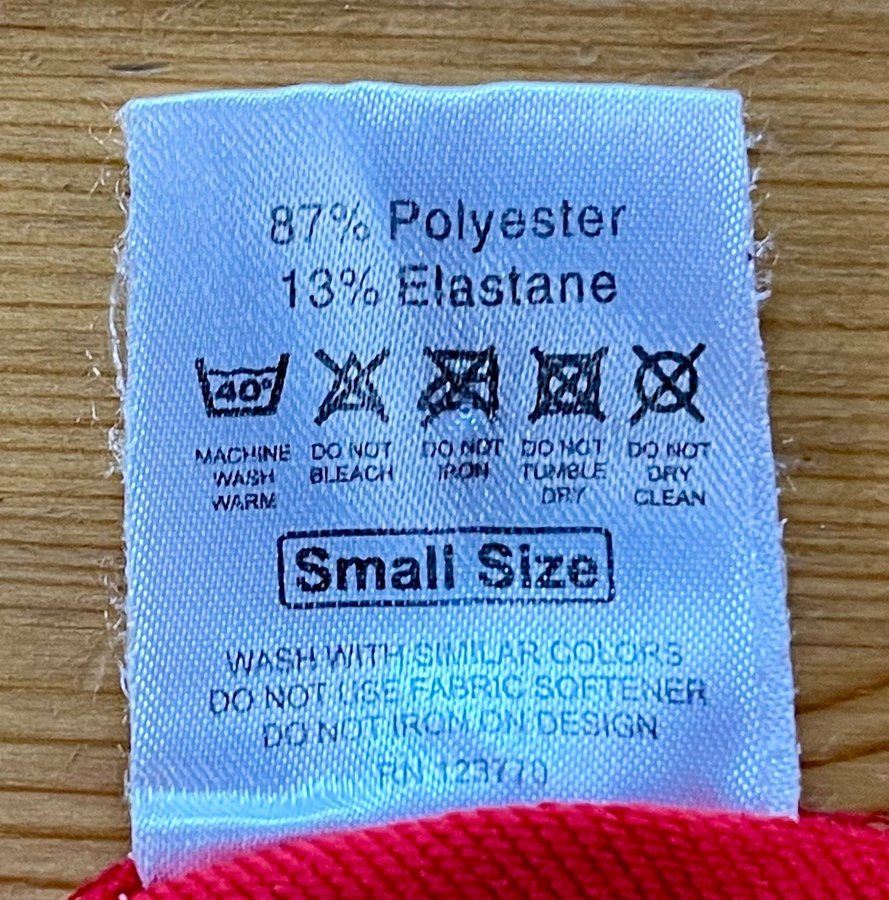 87% Polyester
13% Elastane
40°
MACHINE WASH WARM
DO NOT BLEACH
DO NOT IRON
DO NOT TUMBLE DRY
DO NOT DRY CLEAN
Small Size
WASH WITH SIMILAR COLORS
DO NOT USE FABRIC SOFTENER
DO NOT IRON ON DESIGN
RN 123770